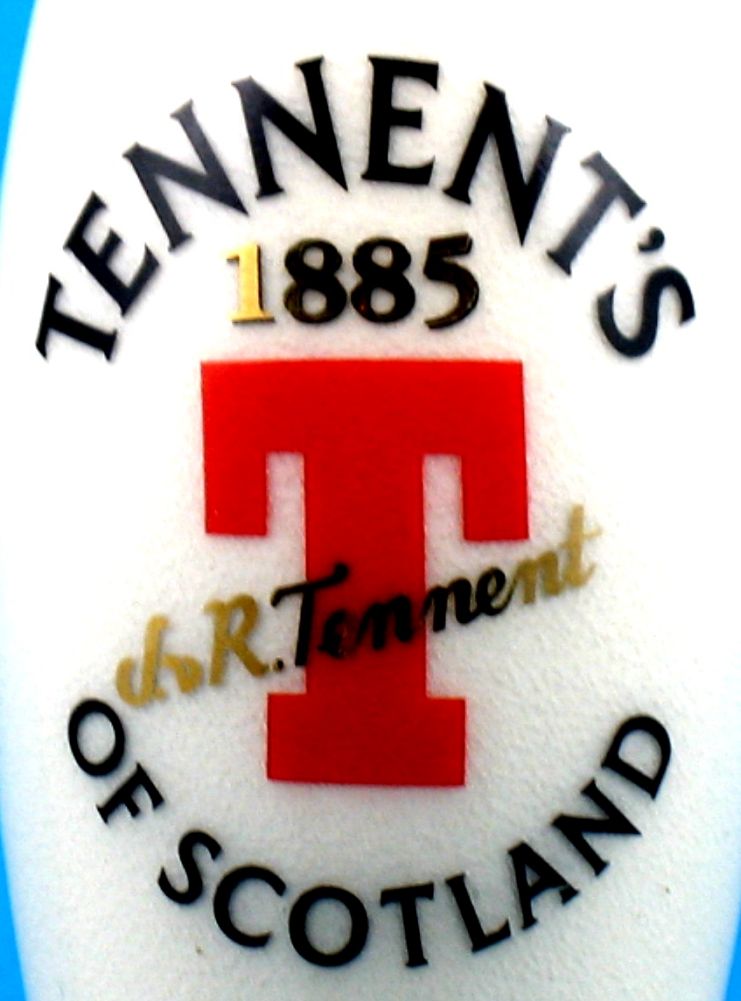 TENNENT'S
1885
T
J&R.Tennent
OF SCOTLAND